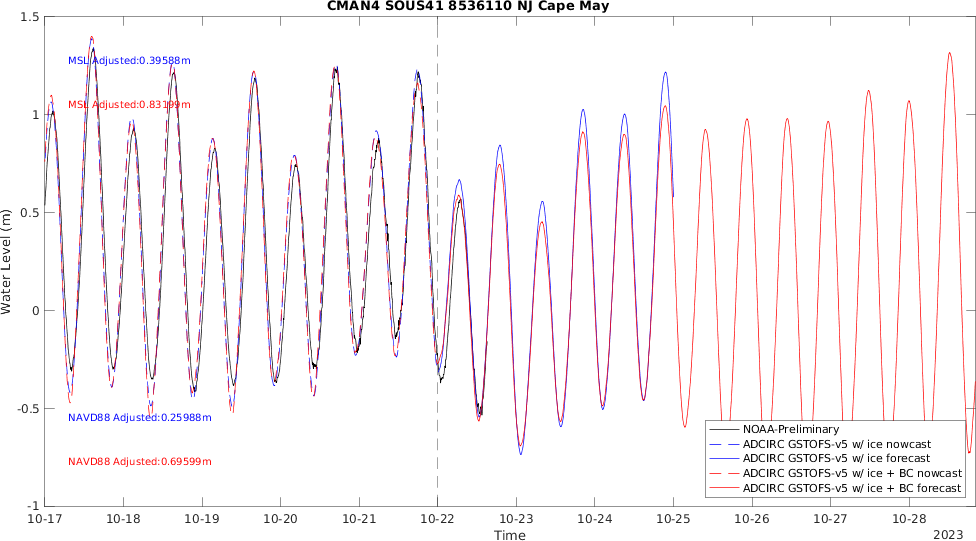 CMAN4 SOUS41 8536110 NJ Cape May
1.5
1
0.5
0
-0.5
-1
Water Level (m)
MSL Adjusted:0.39588m
MSL Adjusted:0.83199m
NAVD88 Adjusted:0.25988m
NAVD88 Adjusted:0.69599m
NOAA-Preliminary
ADCIRC GSTOFS-v5 w/ ice nowcast
ADCIRC GSTOFS-v5 w/ ice forecast
ADCIRC GSTOFS-v5 w/ ice + BC nowcast
ADCIRC GSTOFS-v5 w/ ice + BC forecast
10-17 10-18 10-19 10-20 10-21 10-22 10-23 10-24 10-25 10-26 10-27 10-28
Time
2023